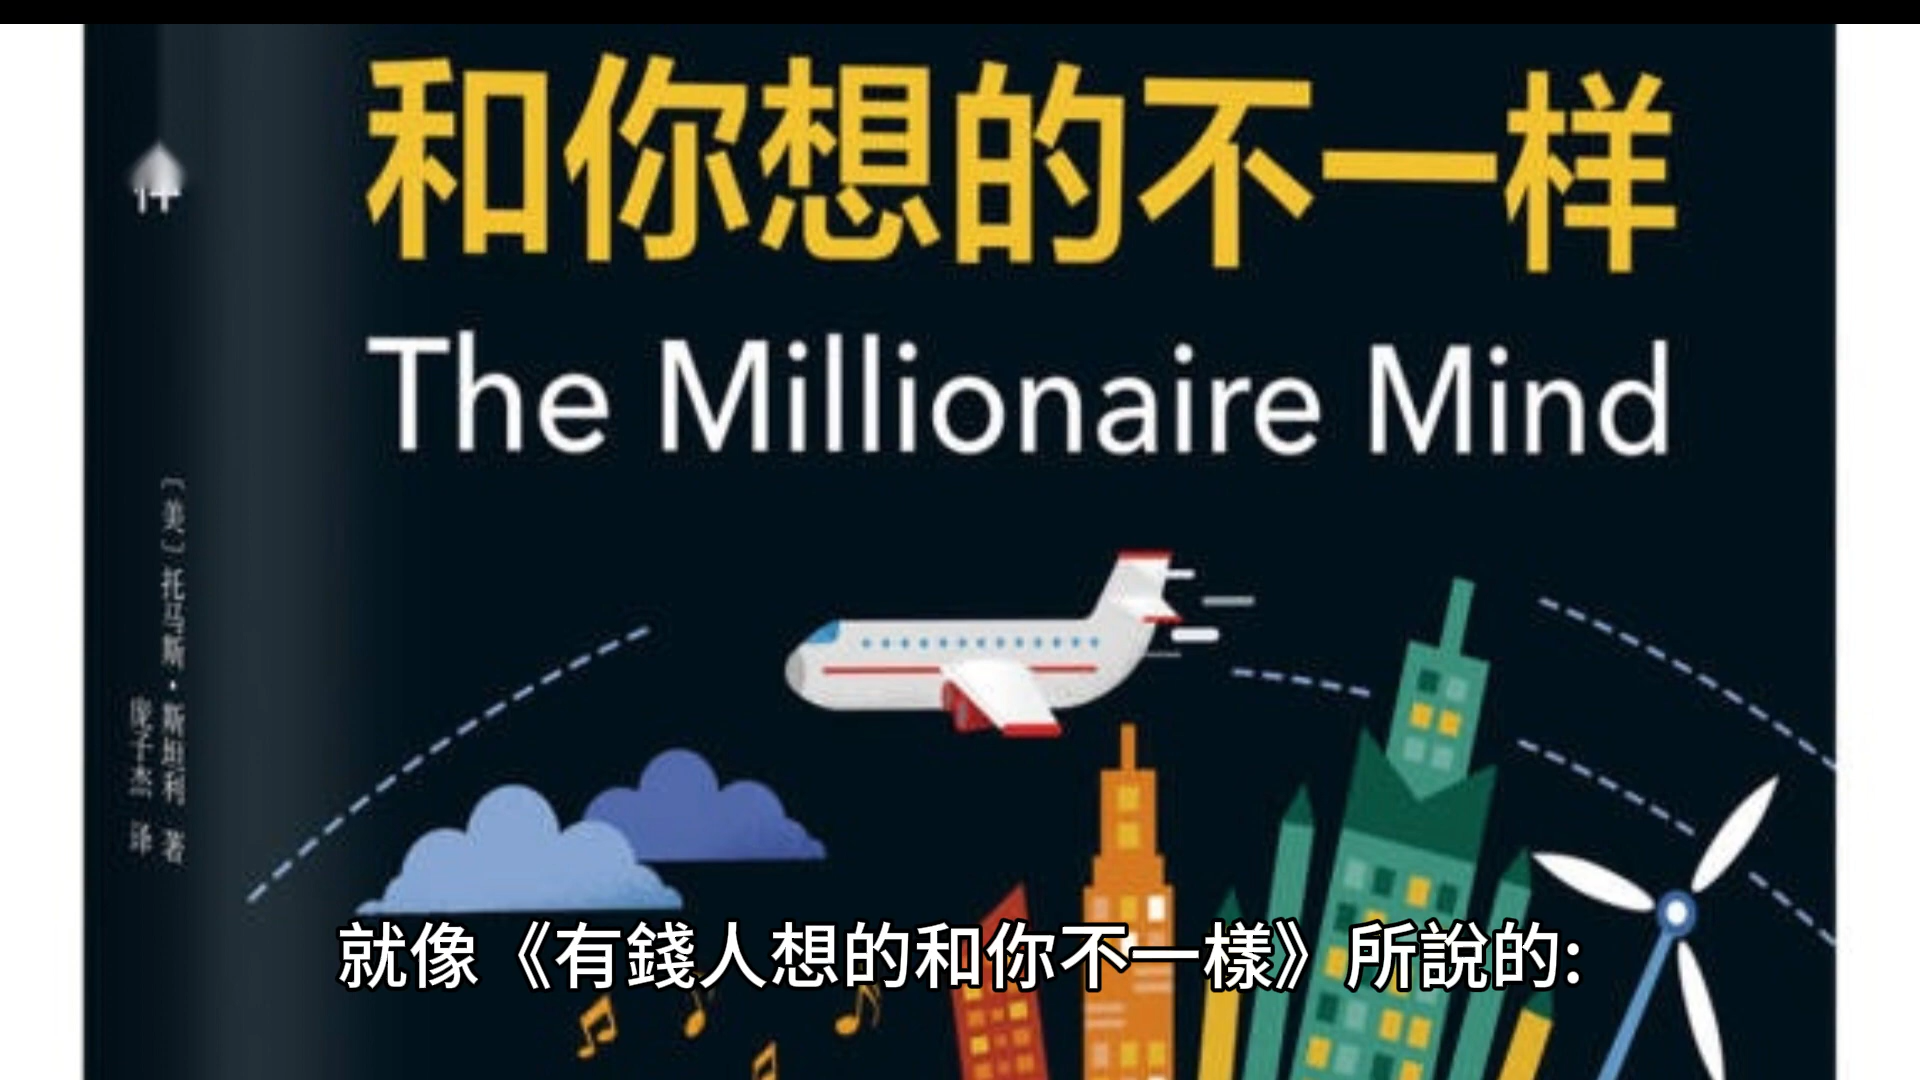 和你想的不一样
The Millionaire Mind
[美]托马斯·斯坦利 著
庞子杰 译
就像《有錢人想的和你不一樣》所說的: